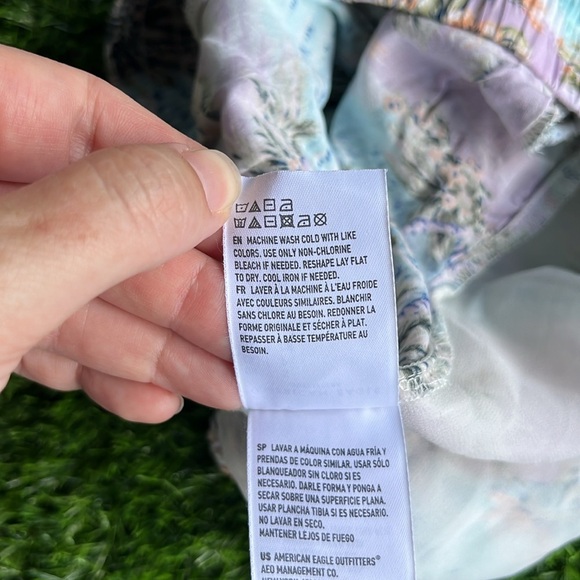 EN MACHINE WASH COLD WITH LIKE
COLORS. USE ONLY NON-CHLORINE
BLEACH IF NEEDED. RESHAPE LAY FLAT
TO DRY. COOL IRON IF NEEDED.
FR LAVER À LA MACHINE À L'EAU FROIDE
AVEC COULEURS SIMILAIRES. BLANCHIR
SANS CHLORE AU BESOIN. REDONNER LA
FORME ORIGINALE ET SÉCHER À PLAT.
REPASSER À BASSE TEMPÉRATURE AU
BESOIN.
SP LAVAR A MÁQUINA CON AGUA FRÍA Y
PRENDAS DE COLOR SIMILAR. USAR SÓLO
BLANQUEADOR SIN CLORO SI ES
NECESARIO. DARLE FORMA Y PONGA A
SECAR SOBRE UNA SUPERFICIE PLANA.
USAR PLANCHA TIBIA SI ES NECESARIO.
NO LAVAR EN SECO.
MANTENER LEJOS DE FUEGO
US AMERICAN EAGLE OUTFITTERS®
AEO MANAGEMENT CO.